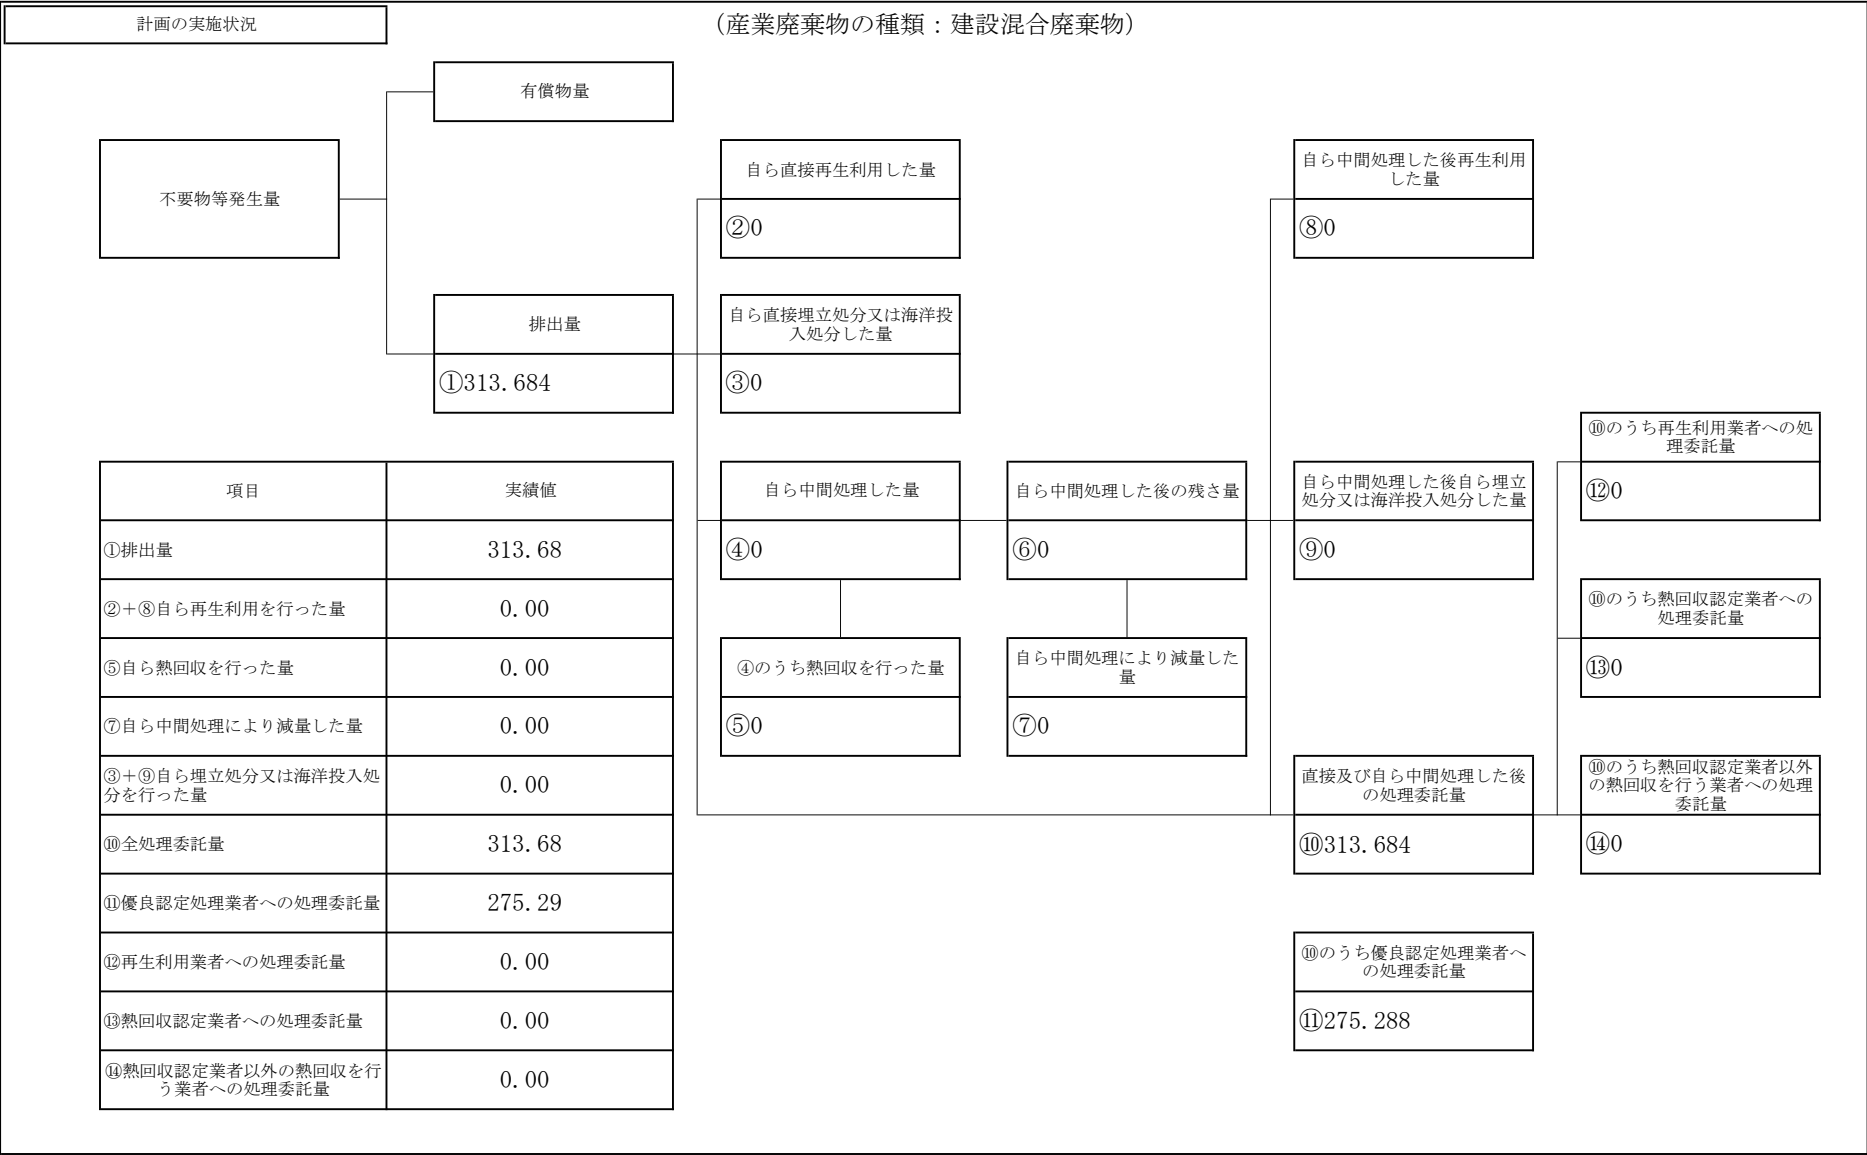 計画の実施状況
（産業廃棄物の種類：建設混合廃棄物）
有償物量
不要物等発生量
自ら直接再生利用した量
②0
自ら中間処理した後再生利用
した量
⑧0
排出量
①313.684
自ら直接埋立処分又は海洋投
入処分した量
③0
⑩のうち再生利用業者への処
理委託量
⑫0
自ら中間処理した量
④0
自ら中間処理した後の残さ量
⑥0
自ら中間処理した後自ら埋立
処分又は海洋投入処分した量
⑨0
⑩のうち熱回収認定業者への
処理委託量
⑬0
④のうち熱回収を行った量
⑤0
自ら中間処理により減量した
量
⑦0
直接及び自ら中間処理した後
の処理委託量
⑩313.684
⑩のうち熱回収認定業者以外
の熱回収を行う業者への処理
委託量
⑭0
⑩のうち優良認定処理業者へ
の処理委託量
⑪275.288
項目 実績値
①排出量 313.68
②＋⑧自ら再生利用を行った量 0.00
⑤自ら熱回収を行った量 0.00
⑦自ら中間処理により減量した量 0.00
③＋⑨自ら埋立処分又は海洋投入処
分を行った量 0.00
⑩全処理委託量 313.68
⑪優良認定処理業者への処理委託量 275.29
⑫再生利用業者への処理委託量 0.00
⑬熱回収認定業者への処理委託量 0.00
⑭熱回収認定業者以外の熱回収を行
う業者への処理委託量 0.00